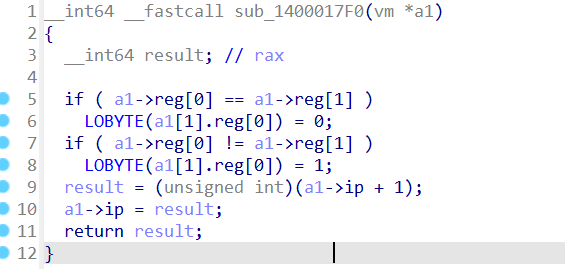 1 __int64 __fastcall sub_1400017F0(vm *a1)
2 {
3   __int64 result; // rax
4
5   if ( a1->reg[0] == a1->reg[1] )
6     LOBYTE(a1[1].reg[0]) = 0;
7   if ( a1->reg[0] != a1->reg[1] )
8     LOBYTE(a1[1].reg[0]) = 1;
9   result = (unsigned int)(a1->ip + 1);
10   a1->ip = result;
11   return result;
12 }